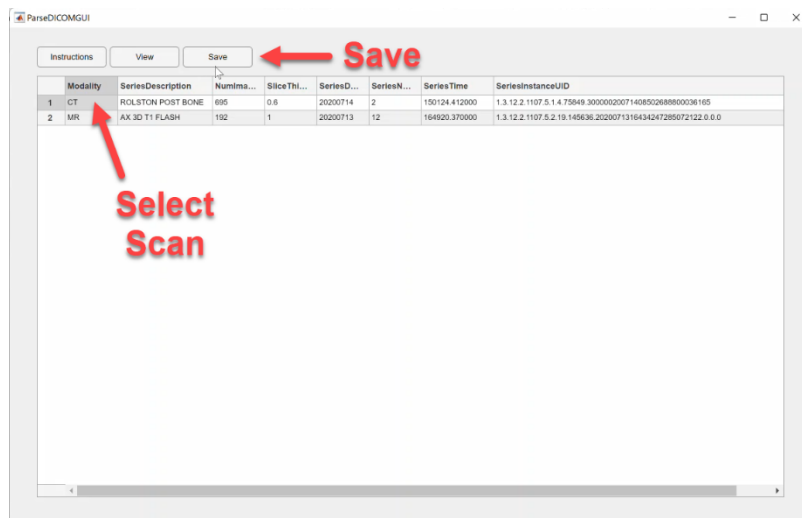 ParseDICOMGUI
Instructions View Save Save
Modality SeriesDescription Numima... SliceThi... SeriesD... SeriesN... SeriesTime SeriesInstanceUID
1 CT ROLSTON POST BONE 695 0.6 20200714 2 150124.412000 1.3.12.2.1107.5.1.4.75849.30000020071408502688800036165
2 MR AX 3D T1 FLASH 192 1 20200713 12 164920.370000 1.3.12.2.1107.5.2.19.145636.2020071316434247285072122.0.0.0
Select
Scan